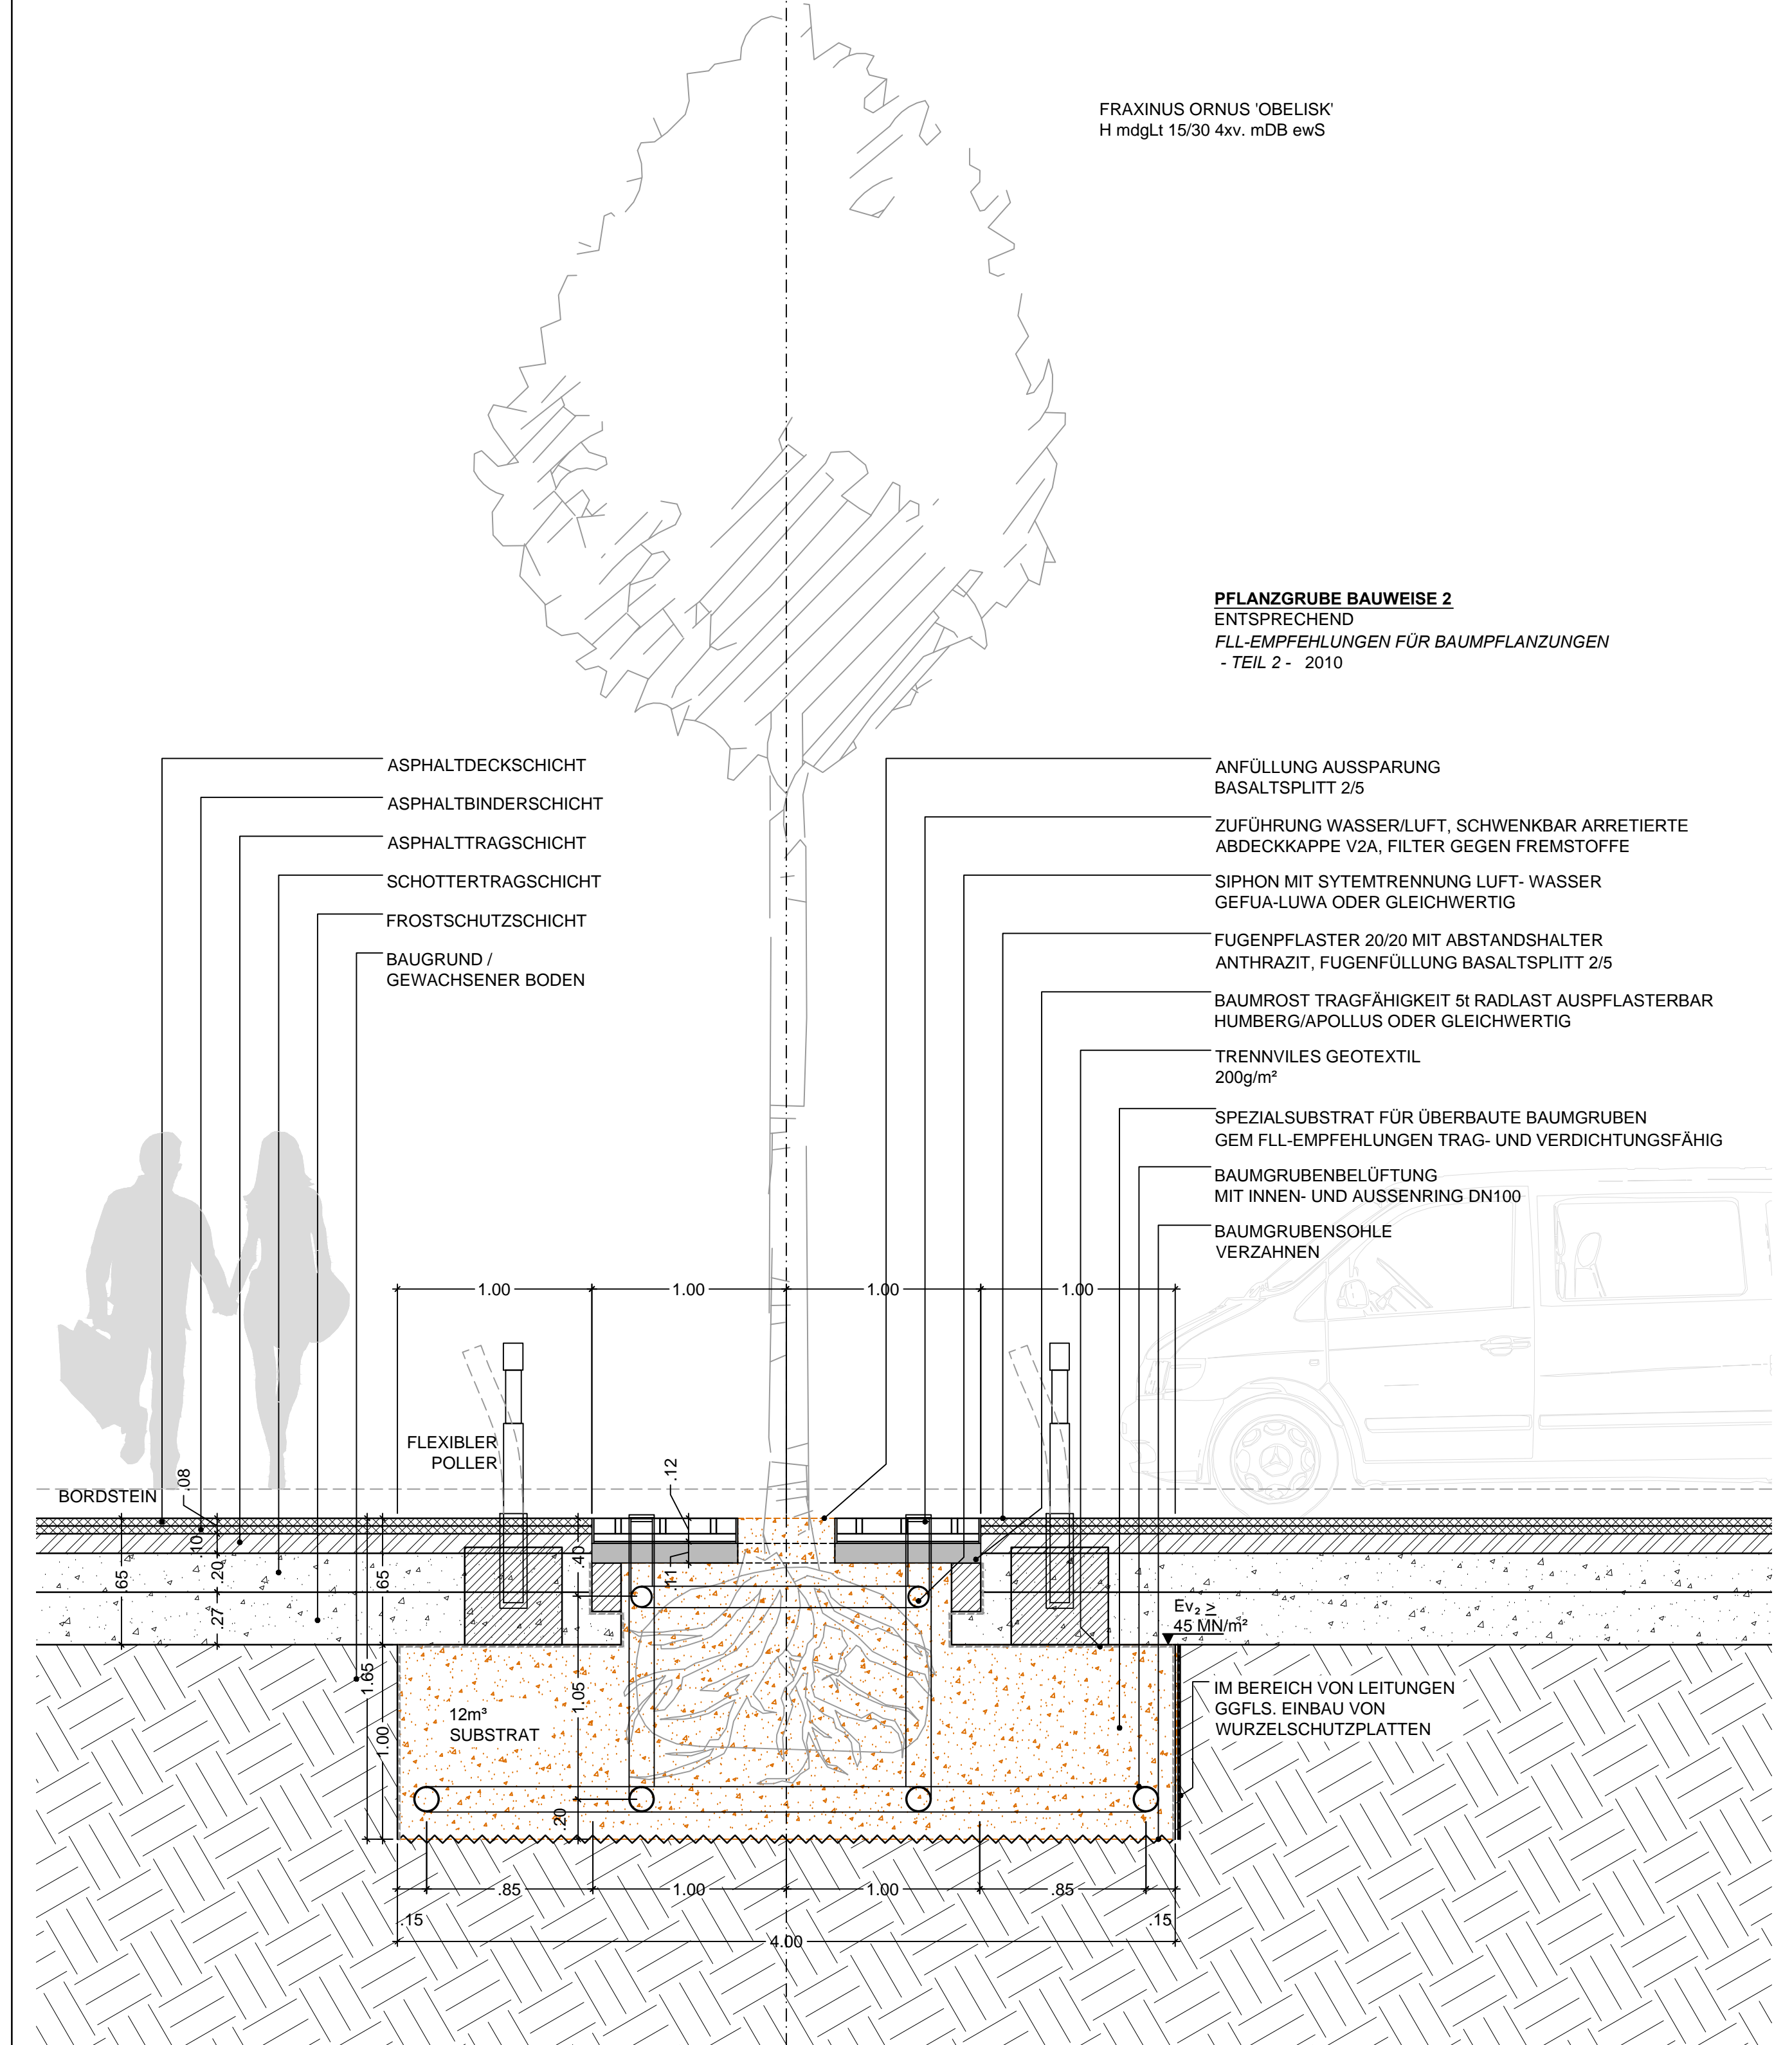 FRAXINUS ORNUS 'OBELISK'
H mdgLt 15/30 4xv. mDB ewS
PFLANZGRUBE BAUWEISE 2
ENTSPRECHEND
FLL-EMPFEHLUNGEN FÜR BAUMPFLANZUNGEN
- TEIL 2 - 2010
ASPHALTDECKSCHICHT
ASPHALTBINDERSCHICHT
ASPHALTTRAGSCHICHT
SCHOTTERTRAGSCHICHT
FROSTSCHUTZSCHICHT
BAUGRUND /
GEWACHSENER BODEN
ANFÜLLUNG AUSSPARUNG
BASALTSPLITT 2/5
ZUFÜHRUNG WASSER/LUFT, SCHWENKBAR ARRETIERTE
ABDECKKAPPE V2A, FILTER GEGEN FREMSTOFFE
SIPHON MIT SYTEMTRENNUNG LUFT- WASSER
GEFUA-LUWA ODER GLEICHWERTIG
FUGENPFLASTER 20/20 MIT ABSTANDSHALTER
ANTHRAZIT, FUGENFÜLLUNG BASALTSPLITT 2/5
BAUMROST TRAGFÄHIGKEIT 5t RADLAST AUSPFLASTERBAR
HUMBERG/APOLLUS ODER GLEICHWERTIG
TRENNVILES GEOTEXTIL
200g/m²
SPEZIALSUBSTRAT FÜR ÜBERBAUTE BAUMGRUBEN
GEM FLL-EMPFEHLUNGEN TRAG- UND VERDICHTUNGSFÄHIG
BAUMGRUBENBELÜFTUNG
MIT INNEN- UND AUSSENRING DN100
BAUMGRUBENSOHLE
VERZAHNEN
1.00
1.00
1.00
1.00
FLEXIBLER
POLLER
BORDSTEIN
.08
.12
.10
.20
.27
.65
.65
.40
.11
Ev₂ ≥
45 MN/m²
1.65
1.00
1.05
.20
12m³
SUBSTRAT
IM BEREICH VON LEITUNGEN
GGFLS. EINBAU VON
WURZELSCHUTZPLATTEN
.85
1.00
1.00
.85
.15
.15
4.00